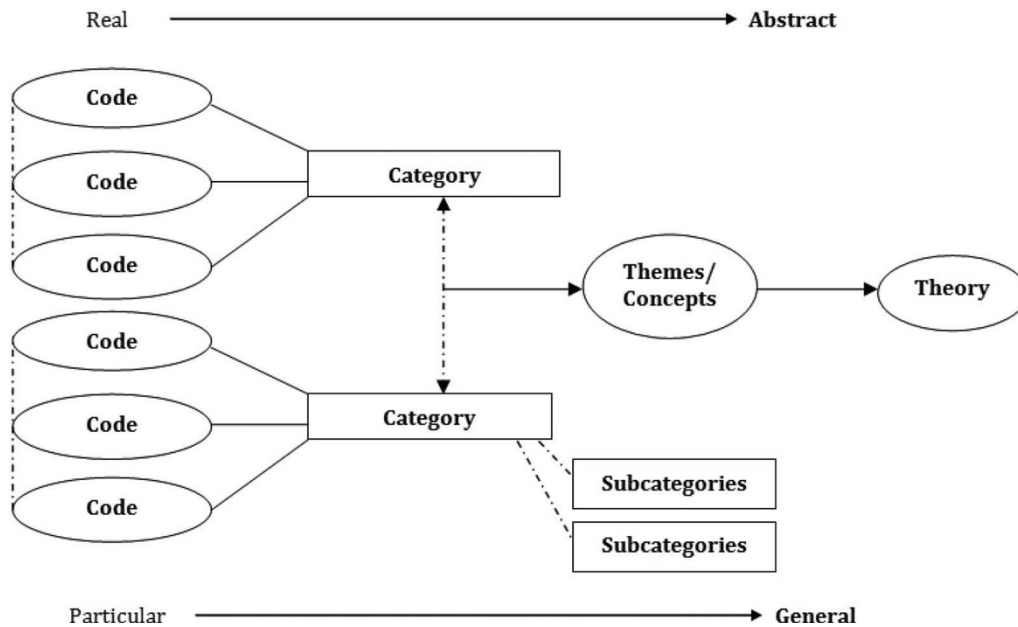 Real
Abstract
Code
Code
Category
Code
Themes/
Concepts
Theory
Code
Code
Category
Code
Subcategories
Subcategories
Particular
General